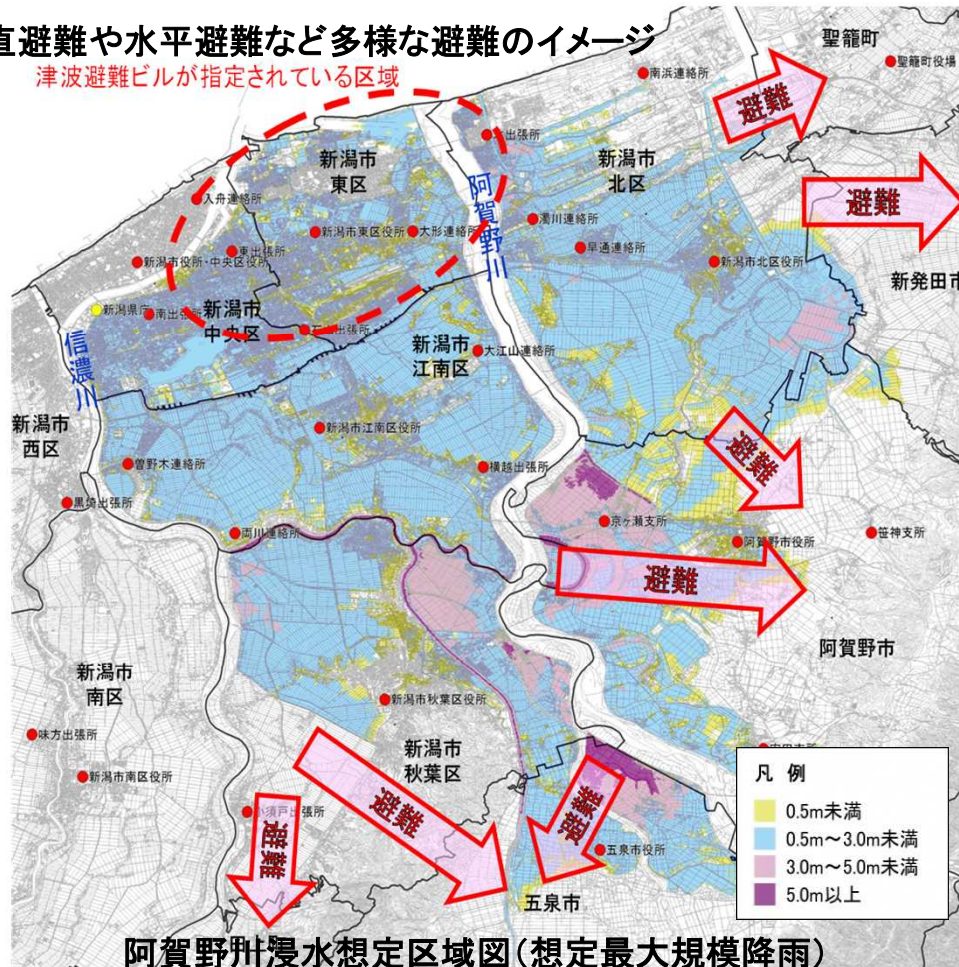 直避難や水平避難など多様な避難のイメージ
津波避難ビルが指定されている区域
聖籠町
聖籠町役場
南浜連絡所
避難
新潟市
東区
北出張所
新潟市
北区
阿賀野川
入舟連絡所
濁川連絡所
避難
新潟市東区役所
大形連絡所
早通連絡所
東出張所
新潟市役所・中央区役所
新潟市北区役所
新発田市
新潟県庁
南出張所
新潟市
中央区
石山出張所
信濃川
新潟市
江南区
大江山連絡所
新潟市
西区
新潟市江南区役所
避難
曽野木連絡所
横越出張所
黒埼出張所
両川連絡所
京ヶ瀬支所
阿賀野市役所
笹神支所
避難
阿賀野市
新潟市
南区
新潟市秋葉区役所
味方出張所
新潟市南区役所
新潟市
秋葉区
小須戸出張所
避難
避難
避難
五泉市役所
五泉市
凡 例
0.5m未満
0.5m~3.0m未満
3.0m~5.0m未満
5.0m以上
阿賀野川浸水想定区域図(想定最大規模降雨)